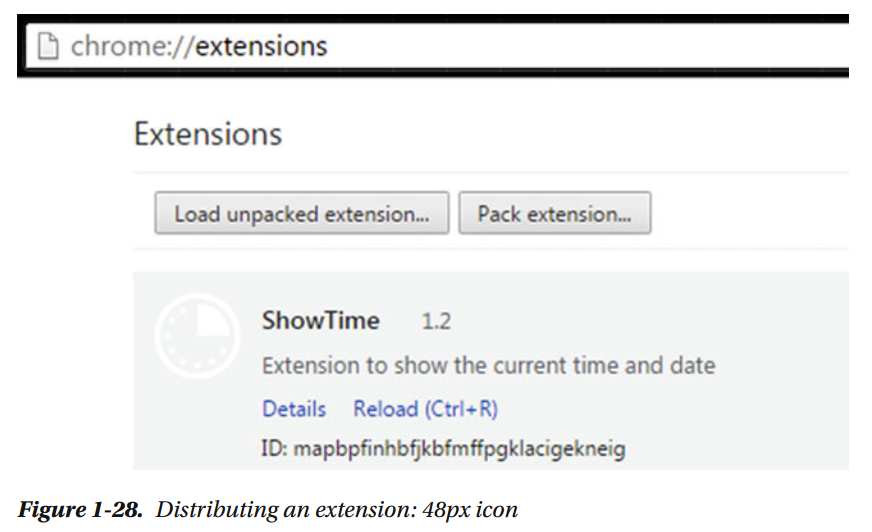 chrome://extensions
Extensions
Load unpacked extension... Pack extension...
ShowTime 1.2
Extension to show the current time and date
Details Reload (Ctrl+R)
ID: mapbpfinhbfjkbfmffpgklacigekneig
Figure 1-28. Distributing an extension: 48px icon